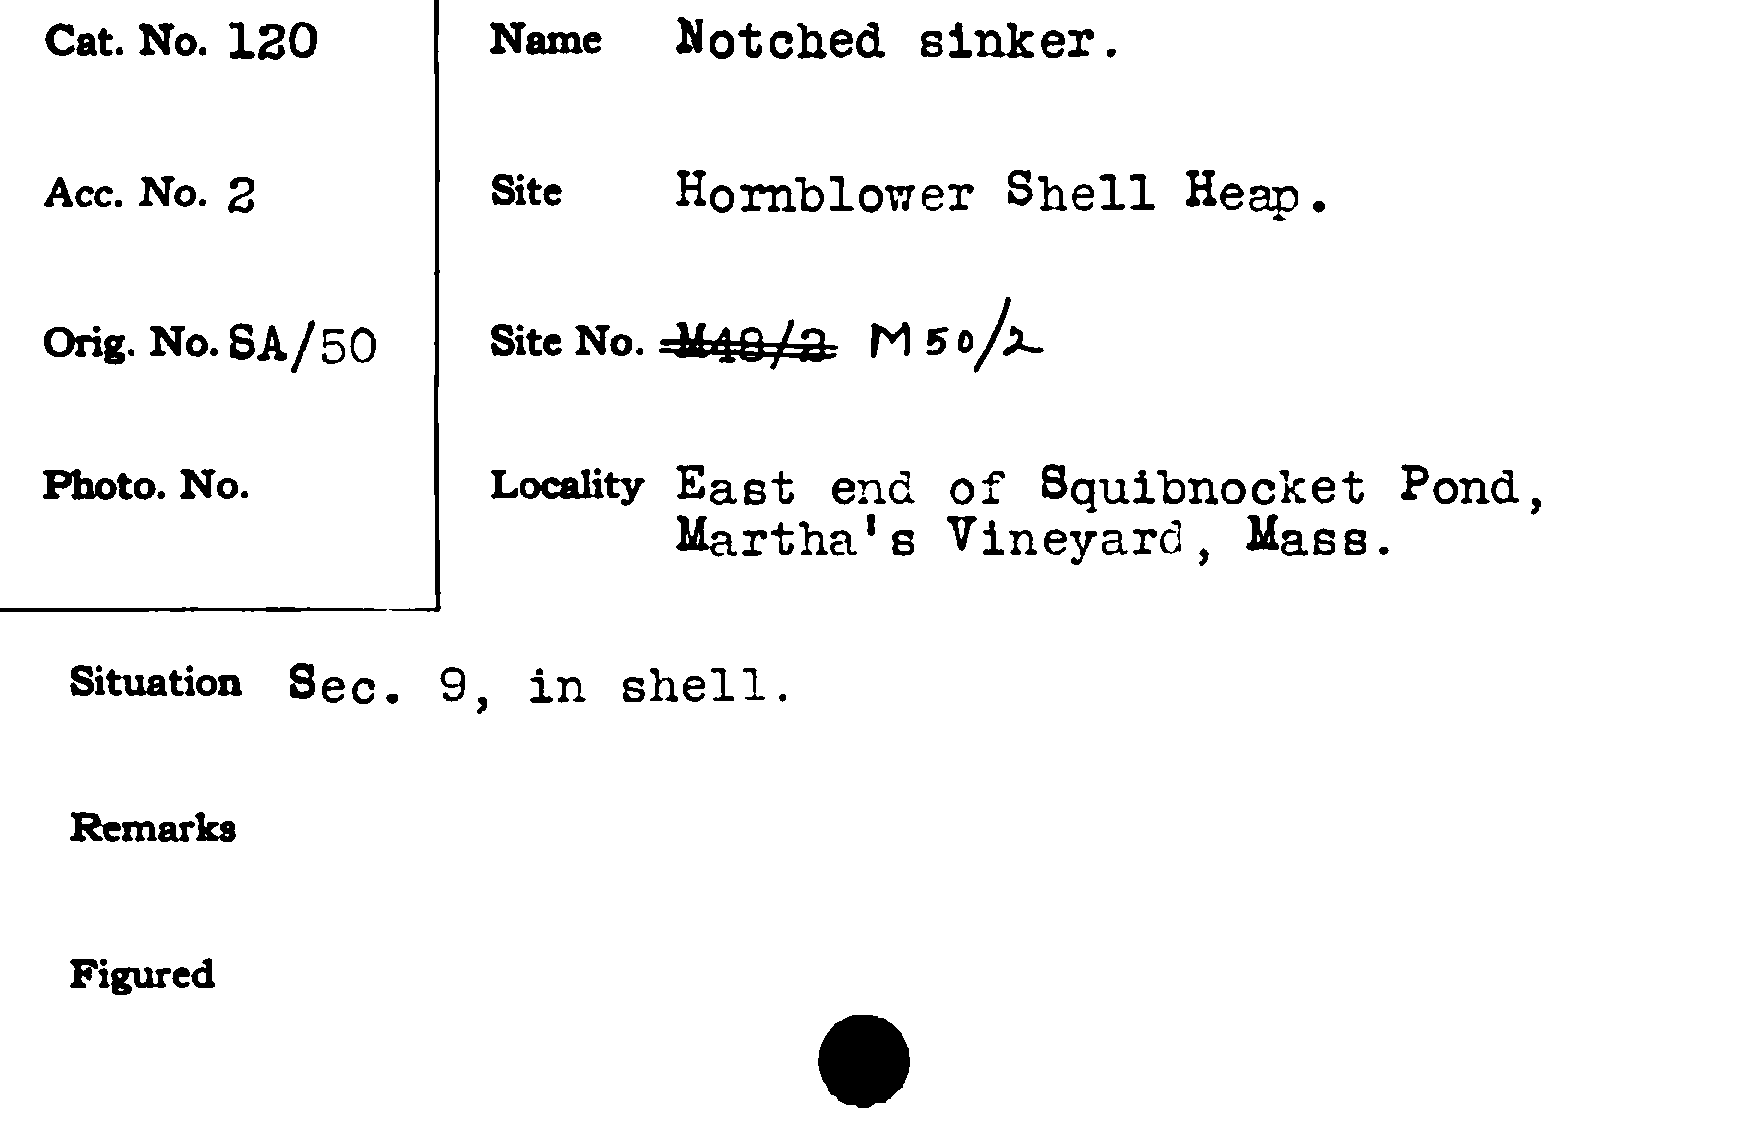 Cat. No. 120
Acc. No. 2
Orig. No. SA/50
Photo. No.
Name Notched sinker.
Site Hornblower Shell Heap.
Site No. M48/2 M50/2
Locality East end of Squibnocket Pond,
Martha's Vineyard, Mass.
Situation Sec. 9, in shell.
Remarks
Figured